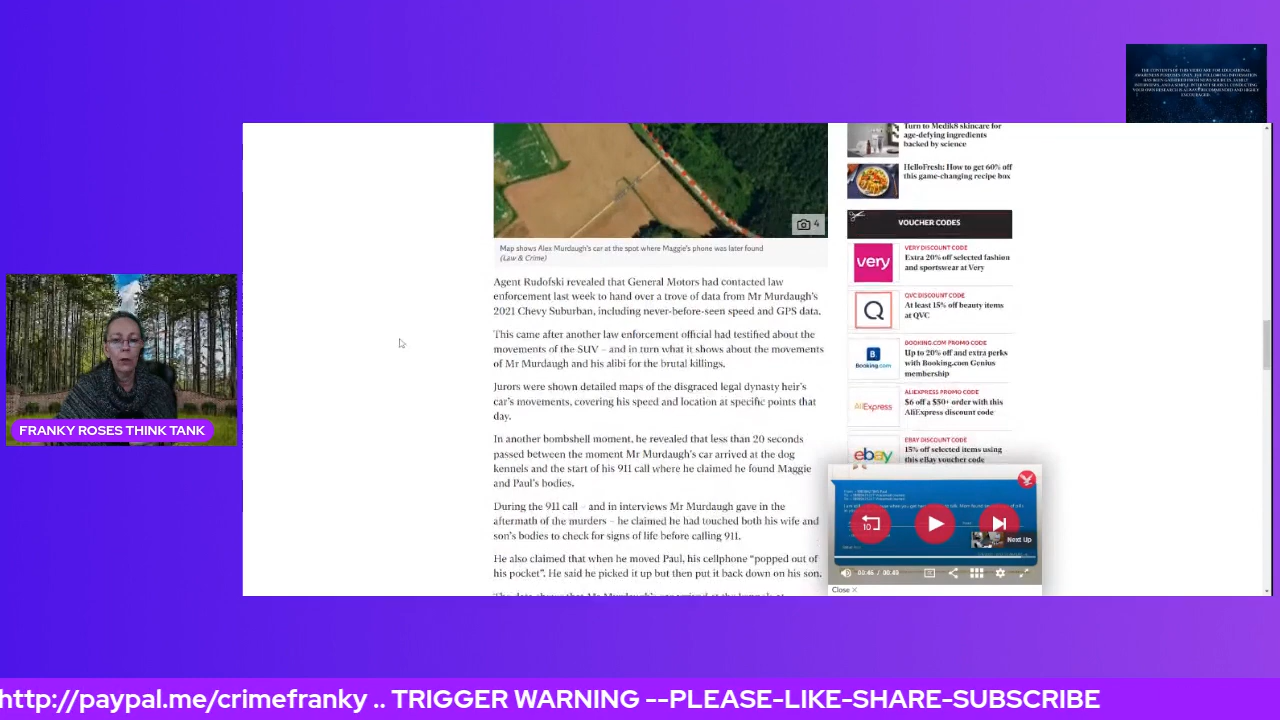 THE CONTENTS OF THIS VIDEO ARE FOR EDUCATIONAL
Turn to Medik8 skincare for
age-defying ingredients
backed by science
HelloFresh: How to get 60% off
this game-changing recipe box
4
Map shows Alex Murdaugh's car at the spot where Maggie's phone was later found
(Law & Crime)
Agent Rudofski revealed that General Motors had contacted law
enforcement last week to hand over a trove of data from Mr Murdaugh's
2021 Chevy Suburban, including never-before-seen speed and GPS data.
This came after another law enforcement official had testified about the
movements of the SUV – and in turn what it shows about the movements
of Mr Murdaugh and his alibi for the brutal killings.
Jurors were shown detailed maps of the disgraced legal dynasty heir's
car's movements, covering his speed and location at specific points that
day.
In another bombshell moment, he revealed that less than 20 seconds
passed between the moment Mr Murdaugh's car arrived at the dog
kennels and the start of his 911 call where he claimed he found Maggie
and Paul's bodies.
During the 911 call – and in interviews Mr Murdaugh gave in the
aftermath of the murders – he claimed he had touched both his wife and
son's bodies to check for signs of life before calling 911.
He also claimed that when he moved Paul, his cellphone "popped out of
his pocket". He said he picked it up but then put it back down on his son.
VOUCHER CODES
very
VERY DISCOUNT CODE
Extra 20% off selected fashion
and sportswear at Very
Q
QVC DISCOUNT CODE
At least 15% off beauty items
at QVC
B
Booking.com
BOOKING.COM PROMO CODE
Up to 20% off and extra perks
with Booking.com Genius
membership
AliExpress
ALIEXPRESS PROMO CODE
$6 off a $50+ order with this
AliExpress discount code
ebay
EBAY DISCOUNT CODE
15% off selected items using
this eBay voucher code
10
Next Up
00:46 / 00:49
Close ×
FRANKY ROSES THINK TANK
http://paypal.me/crimefranky .. TRIGGER WARNING --PLEASE-LIKE-SHARE-SUBSCRIBE